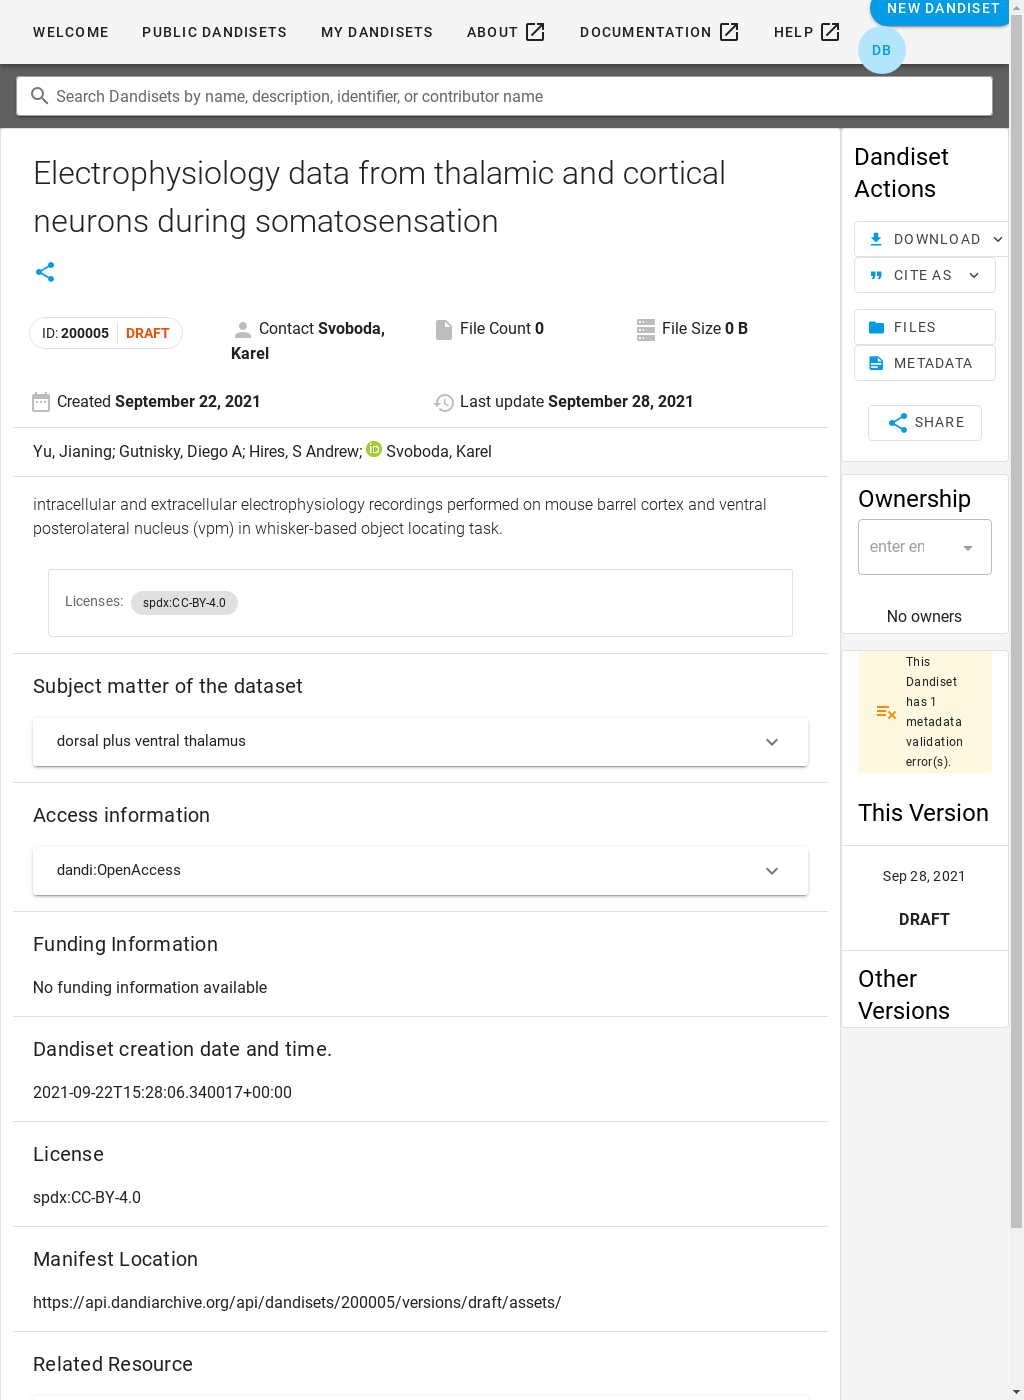 WELCOME PUBLIC DANDISETS MY DANDISETS ABOUT DOCUMENTATION HELP NEW DANDISET
DB
Search Dandisets by name, description, identifier, or contributor name
Electrophysiology data from thalamic and cortical
neurons during somatosensation
ID: 200005 DRAFT
Contact Svoboda,
Karel
File Count 0
File Size 0 B
Created September 22, 2021
Last update September 28, 2021
Yu, Jianing; Gutnisky, Diego A; Hires, S Andrew; iD Svoboda, Karel
intracellular and extracellular electrophysiology recordings performed on mouse barrel cortex and ventral
posterolateral nucleus (vpm) in whisker-based object locating task.
Licenses: spdx:CC-BY-4.0
Subject matter of the dataset
dorsal plus ventral thalamus
Access information
dandi:OpenAccess
Funding Information
No funding information available
Dandiset creation date and time.
2021-09-22T15:28:06.340017+00:00
License
spdx:CC-BY-4.0
Manifest Location
https://api.dandiarchive.org/api/dandisets/200005/versions/draft/assets/
Related Resource
Dandiset
Actions
DOWNLOAD
CITE AS
FILES
METADATA
SHARE
Ownership
enter en
No owners
This
Dandiset
has 1
metadata
validation
error(s).
This Version
Sep 28, 2021
DRAFT
Other
Versions